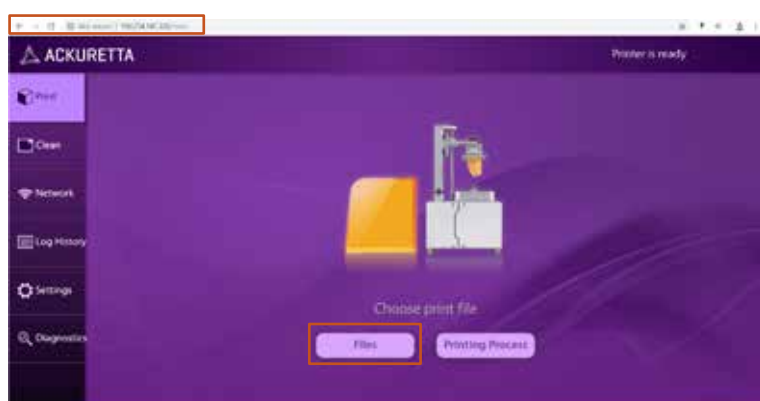 ACKURETTA
Printer is ready
Print
Clean
Network
Log History
Settings
Diagnostics
Choose print file
Files
Printing Process